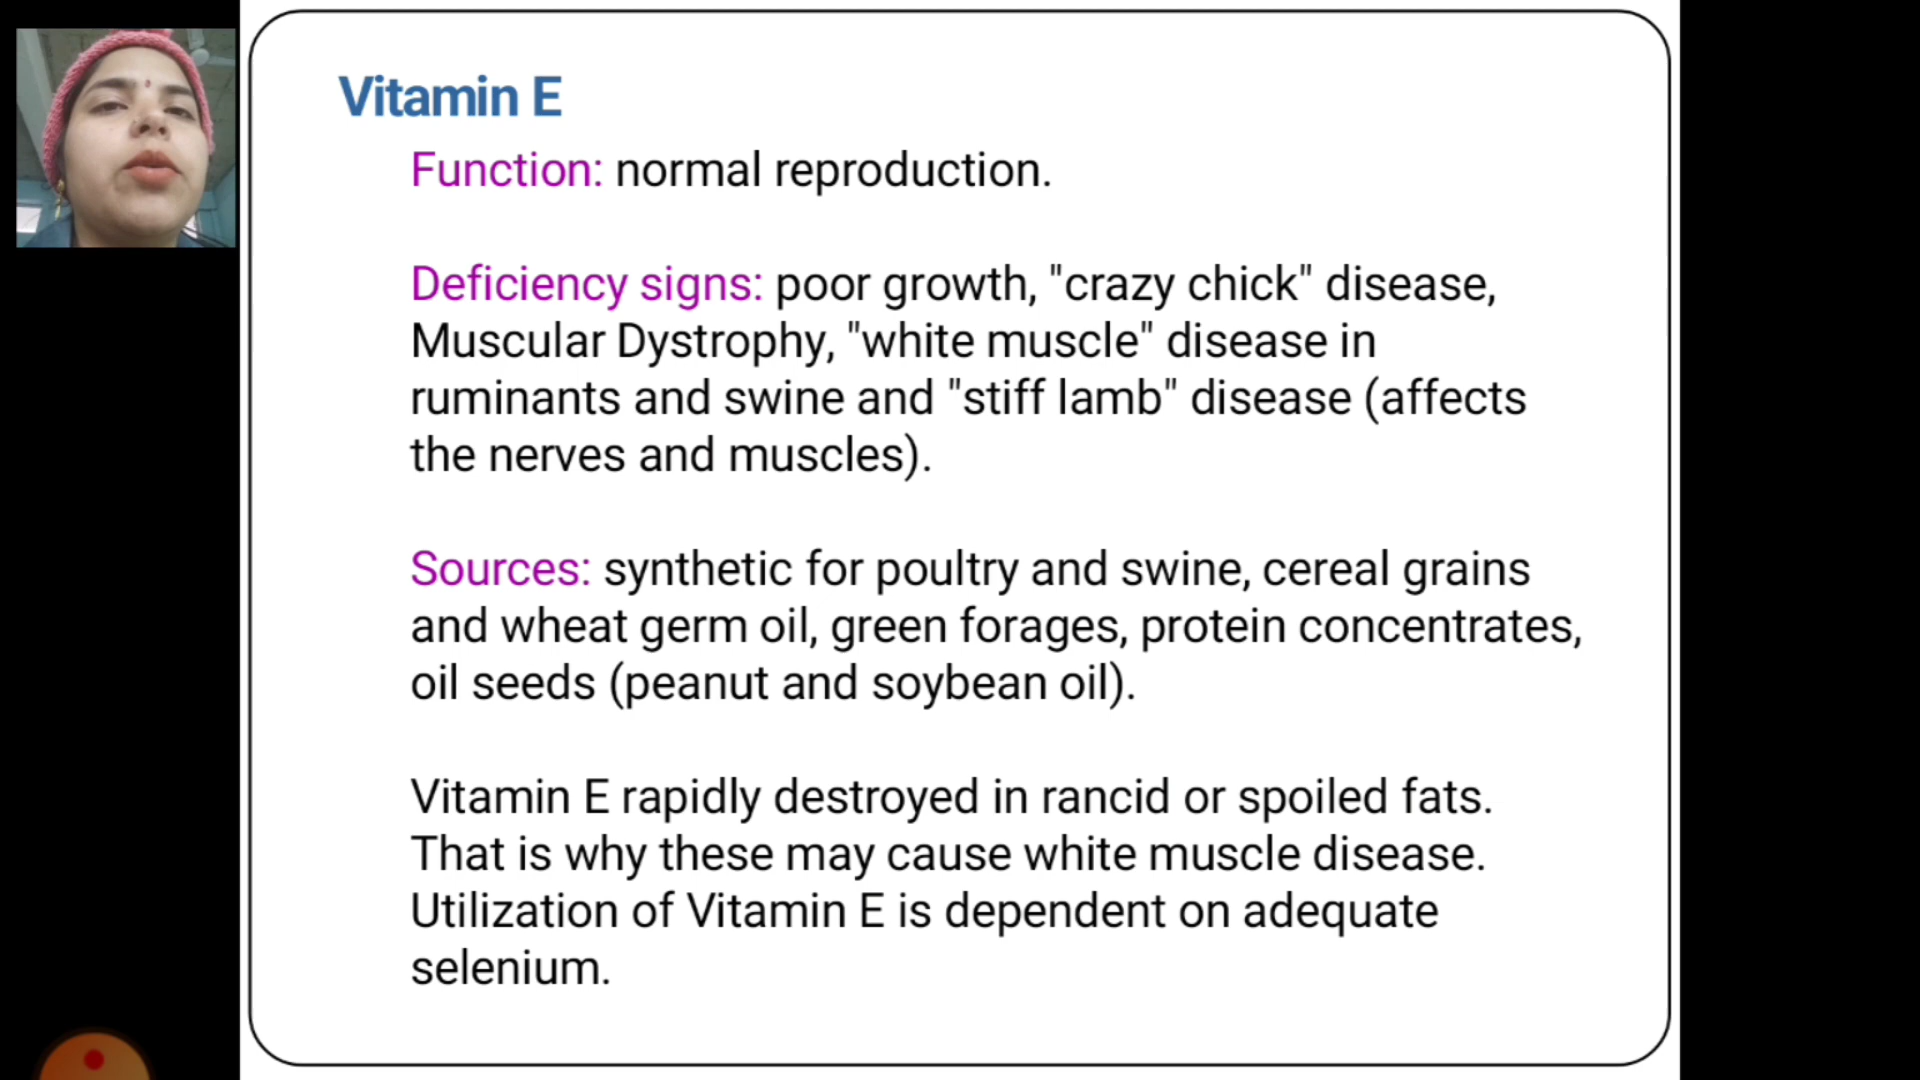 Vitamin E
Function: normal reproduction.
Deficiency signs: poor growth, "crazy chick" disease,
Muscular Dystrophy, "white muscle" disease in
ruminants and swine and "stiff lamb" disease (affects
the nerves and muscles).
Sources: synthetic for poultry and swine, cereal grains
and wheat germ oil, green forages, protein concentrates,
oil seeds (peanut and soybean oil).
Vitamin E rapidly destroyed in rancid or spoiled fats.
That is why these may cause white muscle disease.
Utilization of Vitamin E is dependent on adequate
selenium.